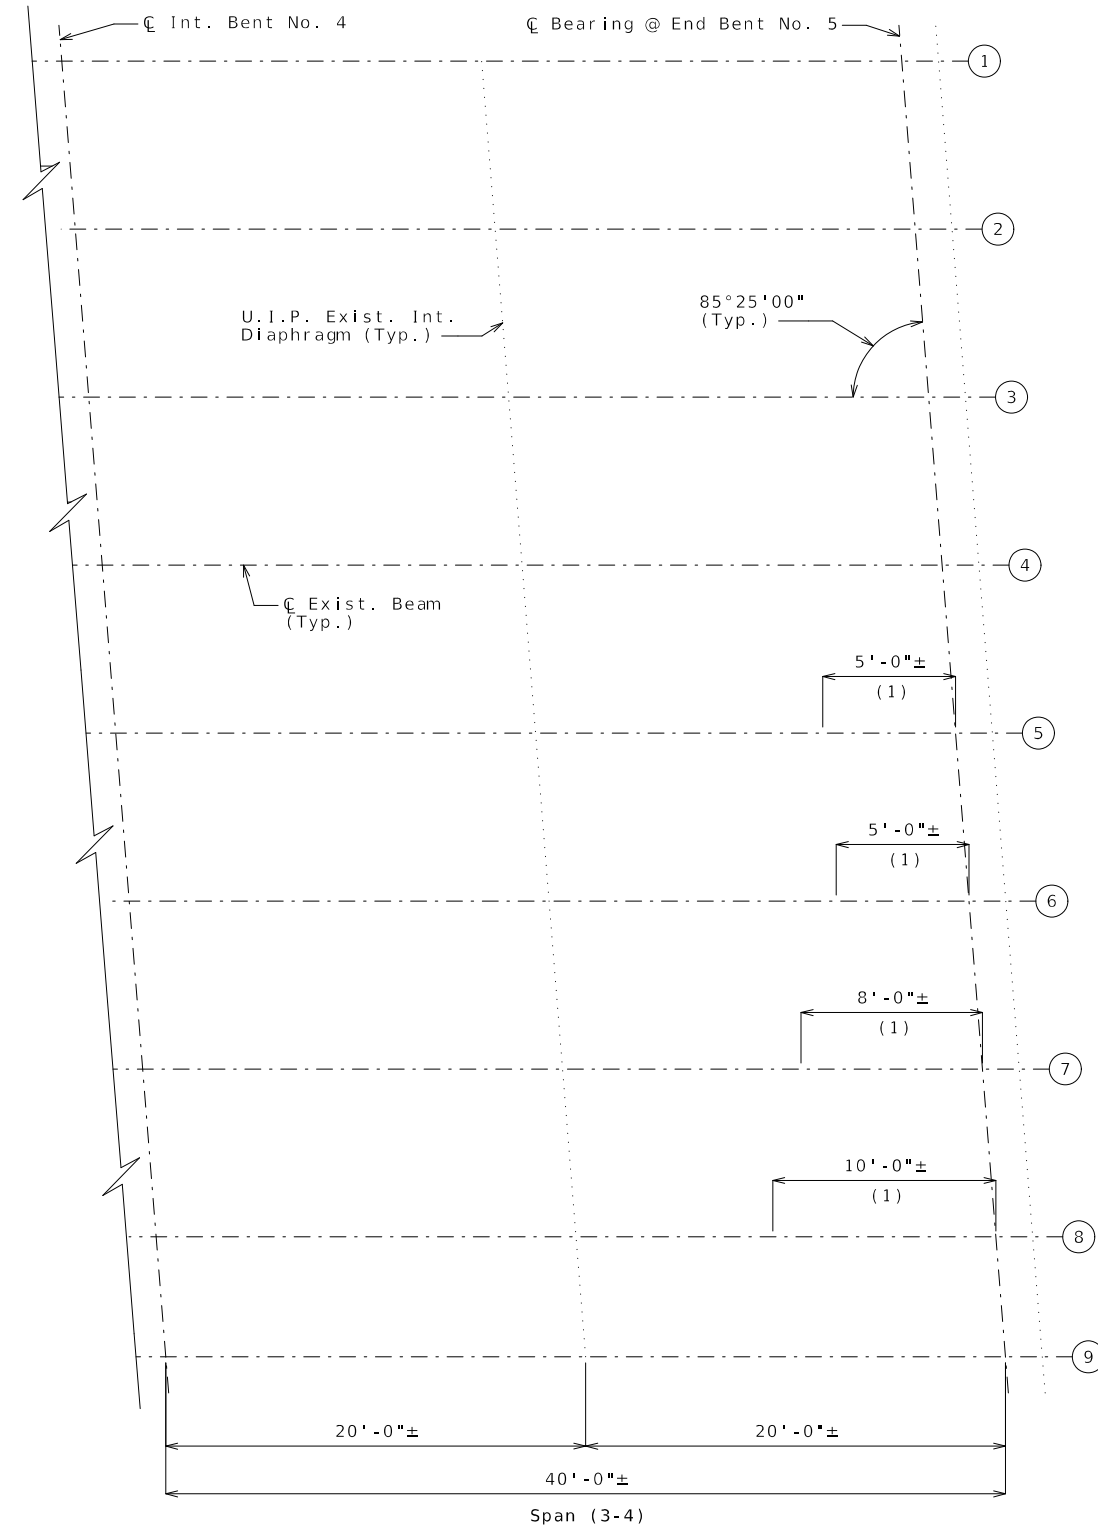 ℄ Int. Bent No. 4
℄ Bearing @ End Bent No. 5
1
2
U.I.P. Exist. Int.
Diaphragm (Typ.)
85°25'00"
(Typ.)
3
4
℄ Exist. Beam
(Typ.)
5'-0"±
(1)
5
5'-0"±
(1)
6
8'-0"±
(1)
7
10'-0"±
(1)
8
9
20'-0"±
20'-0"±
40'-0"±
Span (3-4)